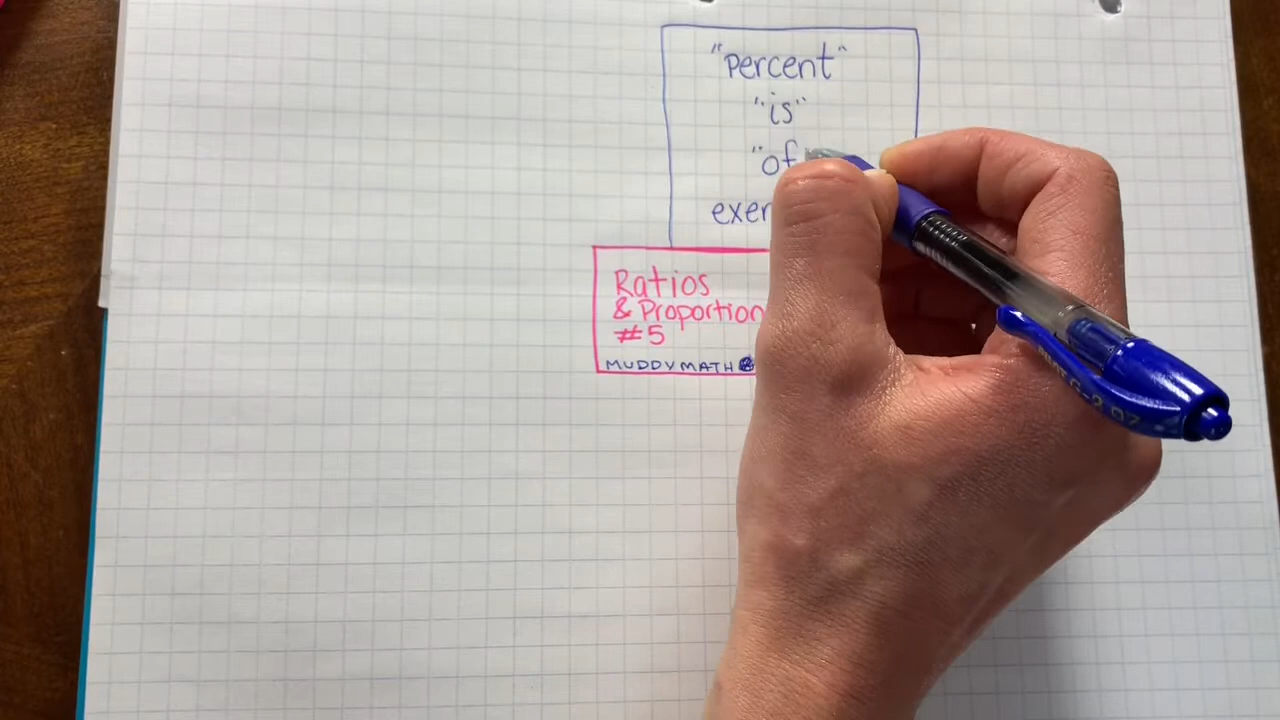 "Percent"
"is"
"of
Ratios
& Proportion
#5
MUDDYMATH